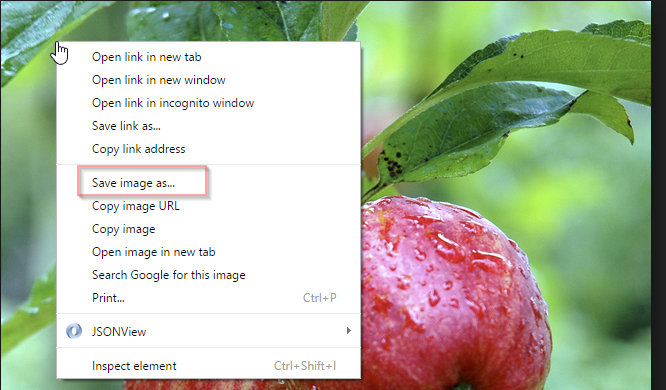 Open link in new tab
Open link in new window
Open link in incognito window
Save link as...
Copy link address
Save image as...
Copy image URL
Copy image
Open image in new tab
Search Google for this image
Print... Ctrl+P
JSONView
Inspect element Ctrl+Shift+I